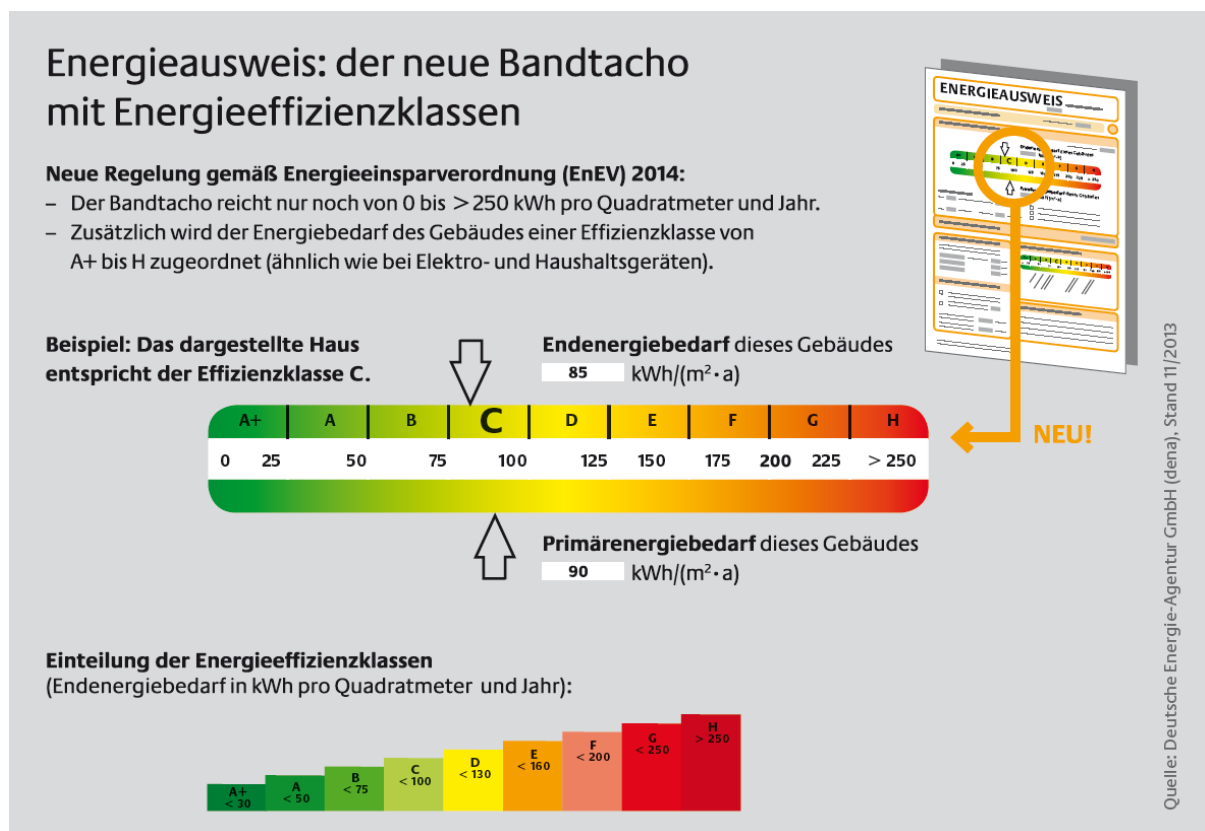 Energieausweis: der neue Bandtacho
mit Energieeffizienzklassen
Neue Regelung gemäß Energieeinsparverordnung (EnEV) 2014:
– Der Bandtacho reicht nur noch von 0 bis > 250 kWh pro Quadratmeter und Jahr.
– Zusätzlich wird der Energiebedarf des Gebäudes einer Effizienzklasse von
A+ bis H zugeordnet (ähnlich wie bei Elektro- und Haushaltsgeräten).
ENERGIEAUSWEIS
Beispiel: Das dargestellte Haus
entspricht der Effizienzklasse C.
Endenergiebedarf dieses Gebäudes
85 kWh/(m²·a)
A+ A B C D E F G H
0 25 50 75 100 125 150 175 200 225 > 250
NEU!
Primärenergiebedarf dieses Gebäudes
90 kWh/(m²·a)
Einteilung der Energieeffizienzklassen
(Endenergiebedarf in kWh pro Quadratmeter und Jahr):
A+ A B C D E F G H
< 30 < 50 < 75 < 100 < 130 < 160 < 200 < 250 > 250
Quelle: Deutsche Energie-Agentur GmbH (dena), Stand 11/2013